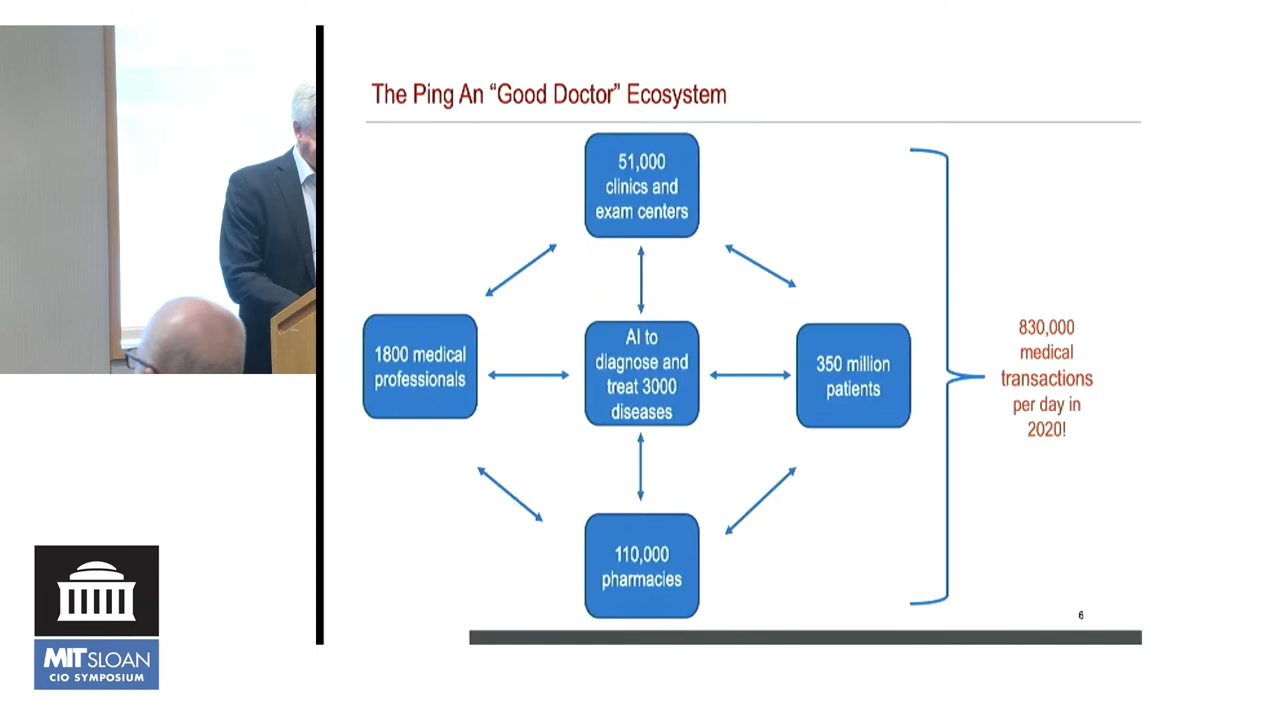 The Ping An “Good Doctor” Ecosystem
51,000
clinics and
exam centers
1800 medical
professionals
AI to
diagnose and
treat 3000
diseases
350 million
patients
830,000
medical
transactions
per day in
2020!
110,000
pharmacies
6
MIT SLOAN
CIO SYMPOSIUM